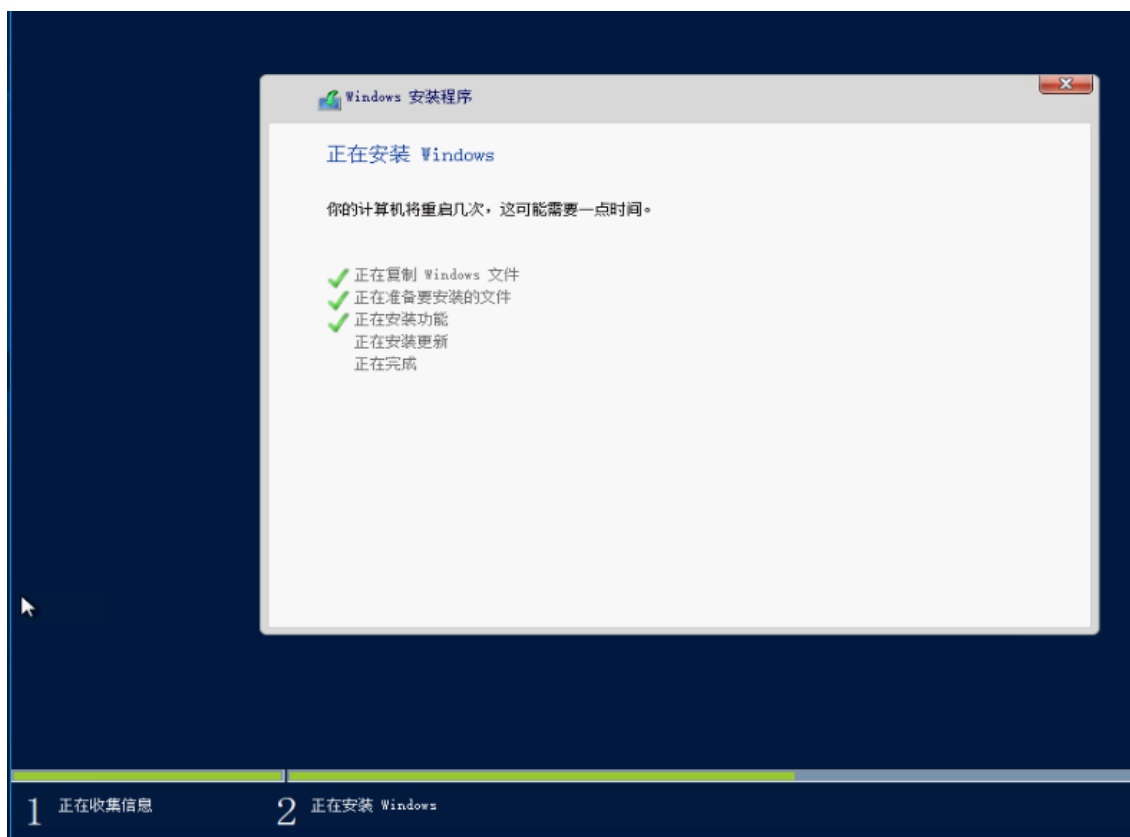 Windows 安装程序
正在安装 Windows
你的计算机将重启几次，这可能需要一点时间。
正在复制 Windows 文件
正在准备要安装的文件
正在安装功能
正在安装更新
正在完成
1 正在收集信息
2 正在安装 Windows